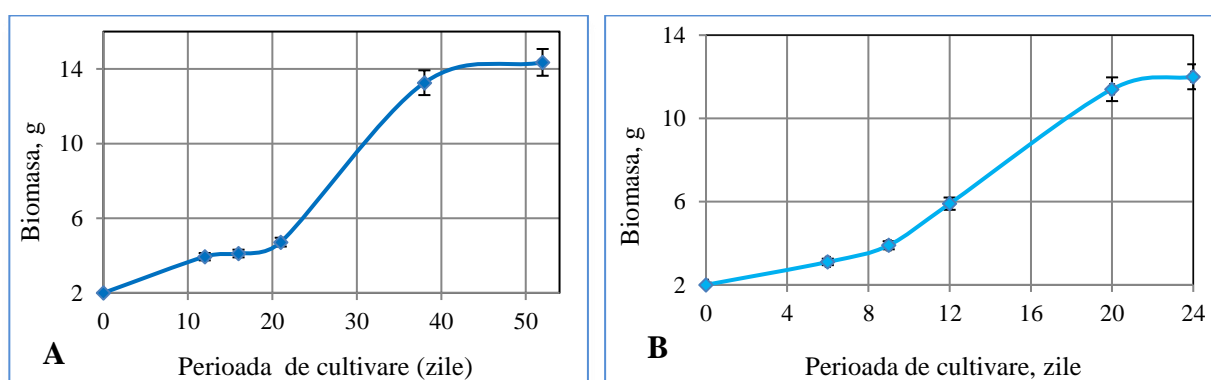 14
10
6
2
0 10 20 30 40 50
Biomasa, g
Perioada de cultivare (zile)
A
14
10
6
2
0 4 8 12 16 20 24
Biomasa, g
Perioada de cultivare, zile
B